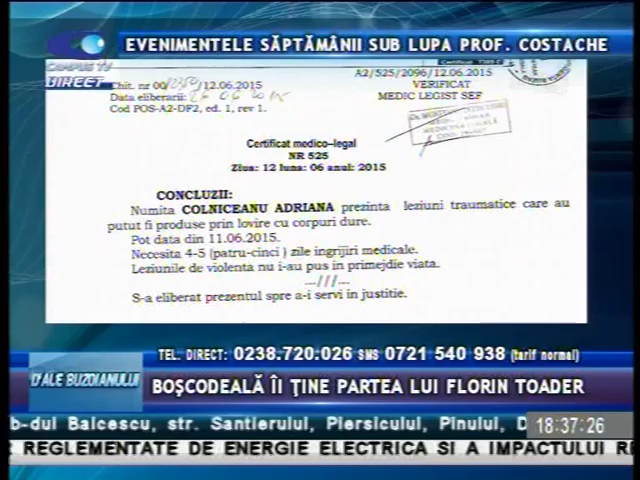 EVENIMENTELE SĂPTĂMÂNII SUB LUPA PROF. COSTACHE
CAMPUS TV
DIRECT
Chit. nr 00/ /12.06.2015
Data eliberarii:
Cod POS-A2-DF2, ed. 1, rev 1.
A2/525/2096/12.06.2015
VERIFICAT
MEDIC LEGIST SEF
Certificat medico-legal
NR 525
Ziua: 12 luna: 06 anul: 2015
CONCLUZII:
Numita COLNICEANU ADRIANA prezinta leziuni traumatice care au
putut fi produse prin lovire cu corpuri dure.
Pot data din 11.06.2015.
Necesita 4-5 (patru-cinci ) zile ingrijiri medicale.
Leziunile de violenta nu i-au pus in primejdie viata.
---///---
S-a eliberat prezentul spre a-i servi in justitie.
TEL. DIRECT: 0238.720.026 SMS 0721 540 938 (tarif normal)
D'ALE BUZOIANULUI
BOȘCODEALĂ ÎI ȚINE PARTEA LUI FLORIN TOADER
b-dul Balcescu, str. Santierului, Piersicului, Pinului, D
18:37:26
E REGLEMENTATE DE ENERGIE ELECTRICA SI A IMPACTULUI RE